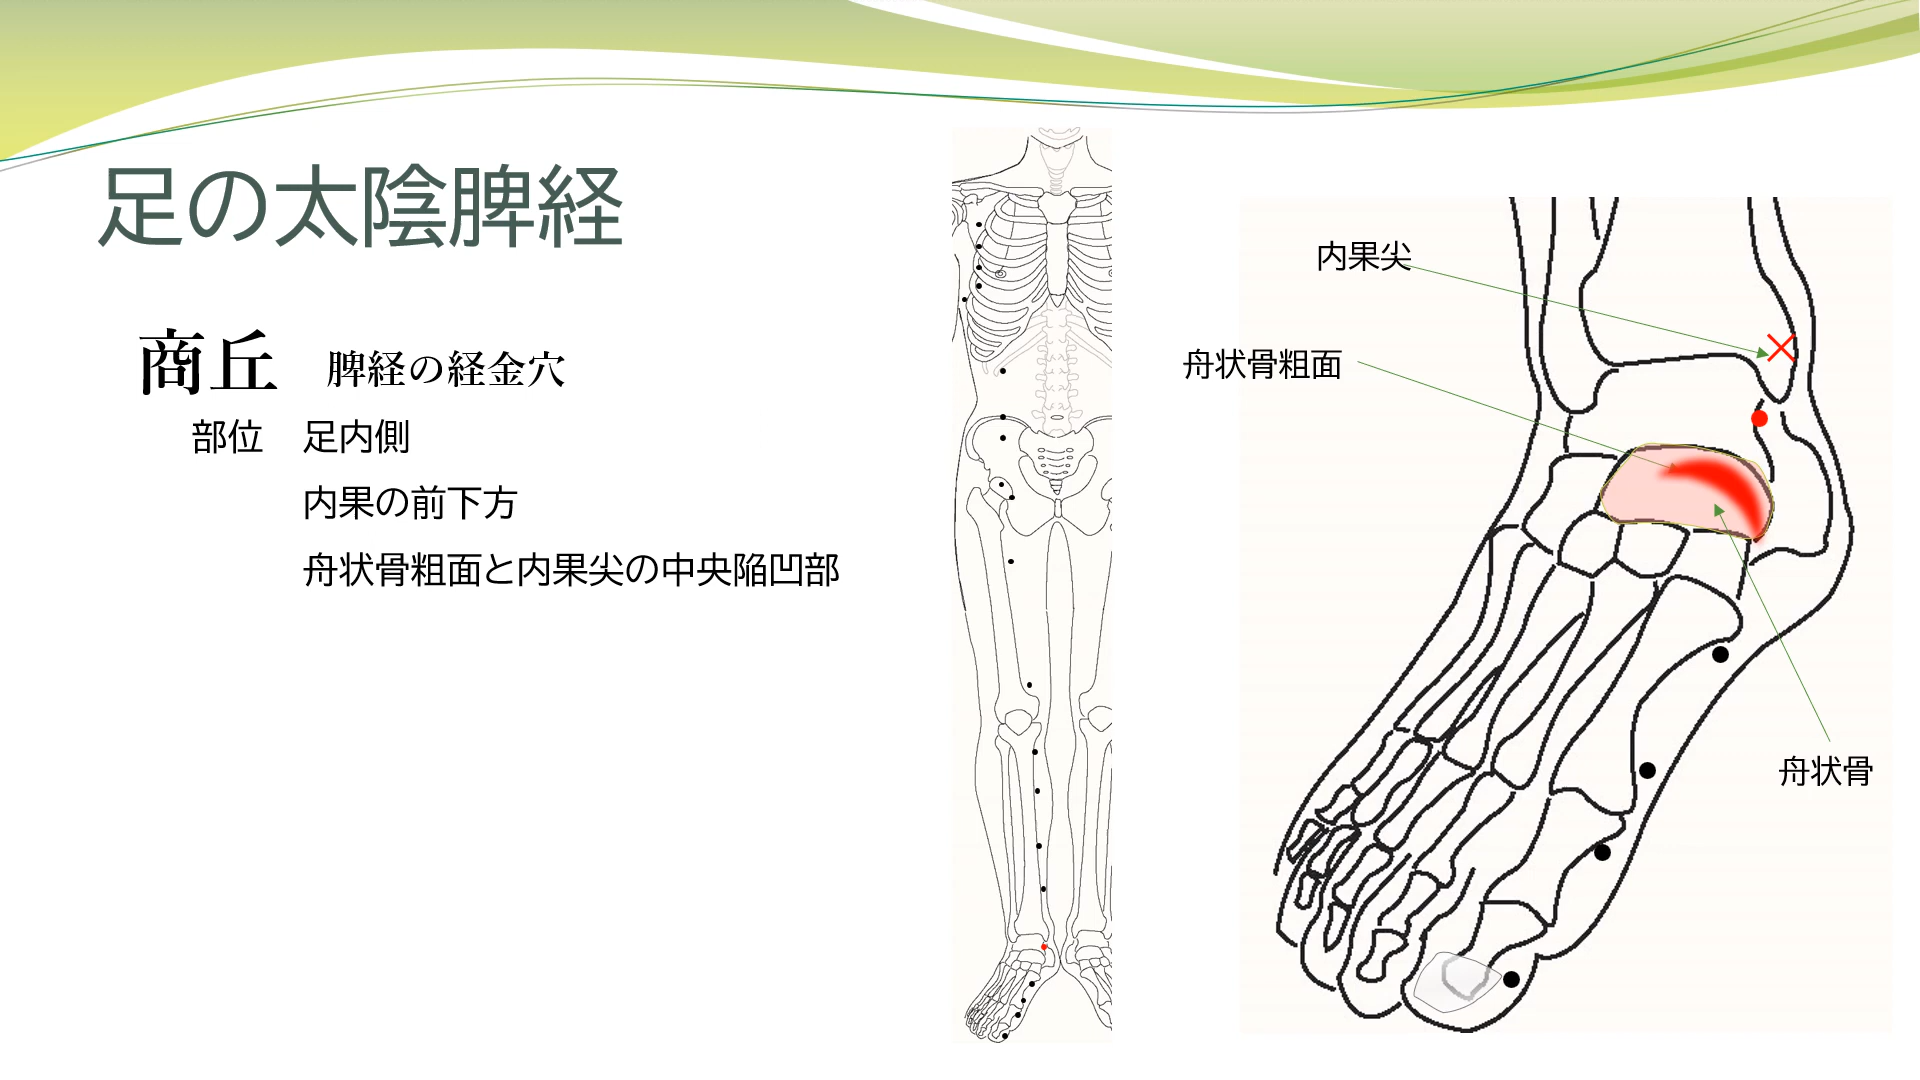 足の太陰脾経
商丘 脾経の経金穴
部位 足内側
内果の前下方
舟状骨粗面と内果尖の中央陥凹部
内果尖
舟状骨粗面
舟状骨